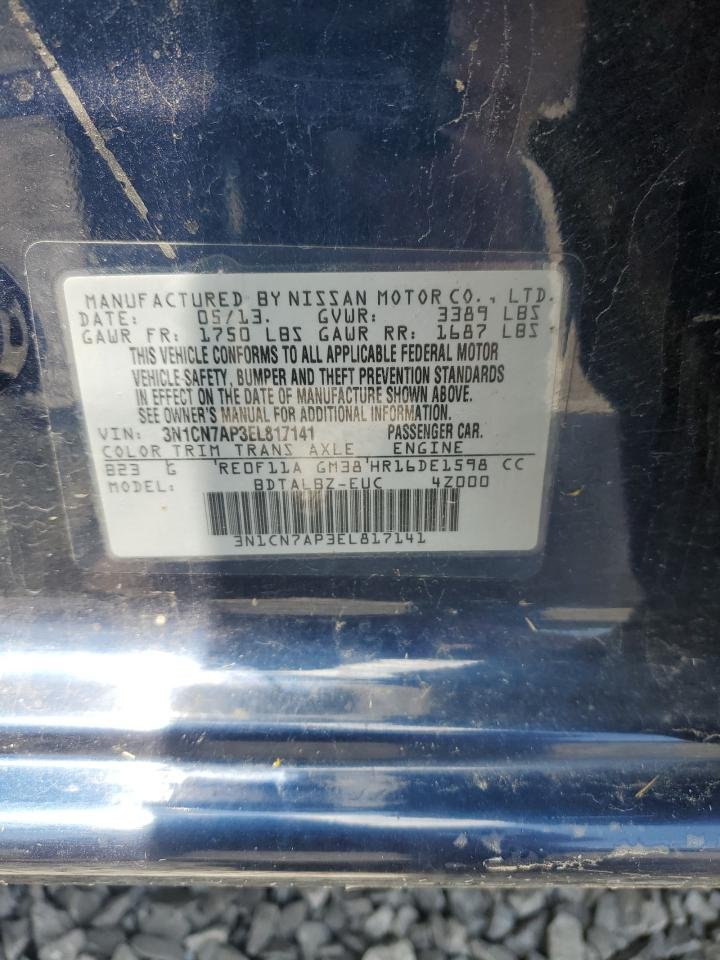 MANUFACTURED BY NISSAN MOTOR CO., LTD.
DATE: 05/13. GVWR: 3389 LBS
GAWR FR: 1750 LBS GAWR RR: 1687 LBS
THIS VEHICLE CONFORMS TO ALL APPLICABLE FEDERAL MOTOR
VEHICLE SAFETY, BUMPER AND THEFT PREVENTION STANDARDS
IN EFFECT ON THE DATE OF MANUFACTURE SHOWN ABOVE.
SEE OWNER'S MANUAL FOR ADDITIONAL INFORMATION.
VIN: 3N1CN7AP3EL817141 PASSENGER CAR.
COLOR TRIM TRANS AXLE ENGINE
B23 G 'RE0F11A GM38'HR16DE1598 CC
MODEL: BDTALBZ-EUC 4Z000
3N1CN7AP3EL817141